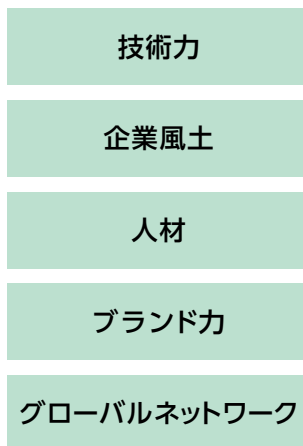 技術力
企業風土
人材
ブランド力
グローバルネットワーク